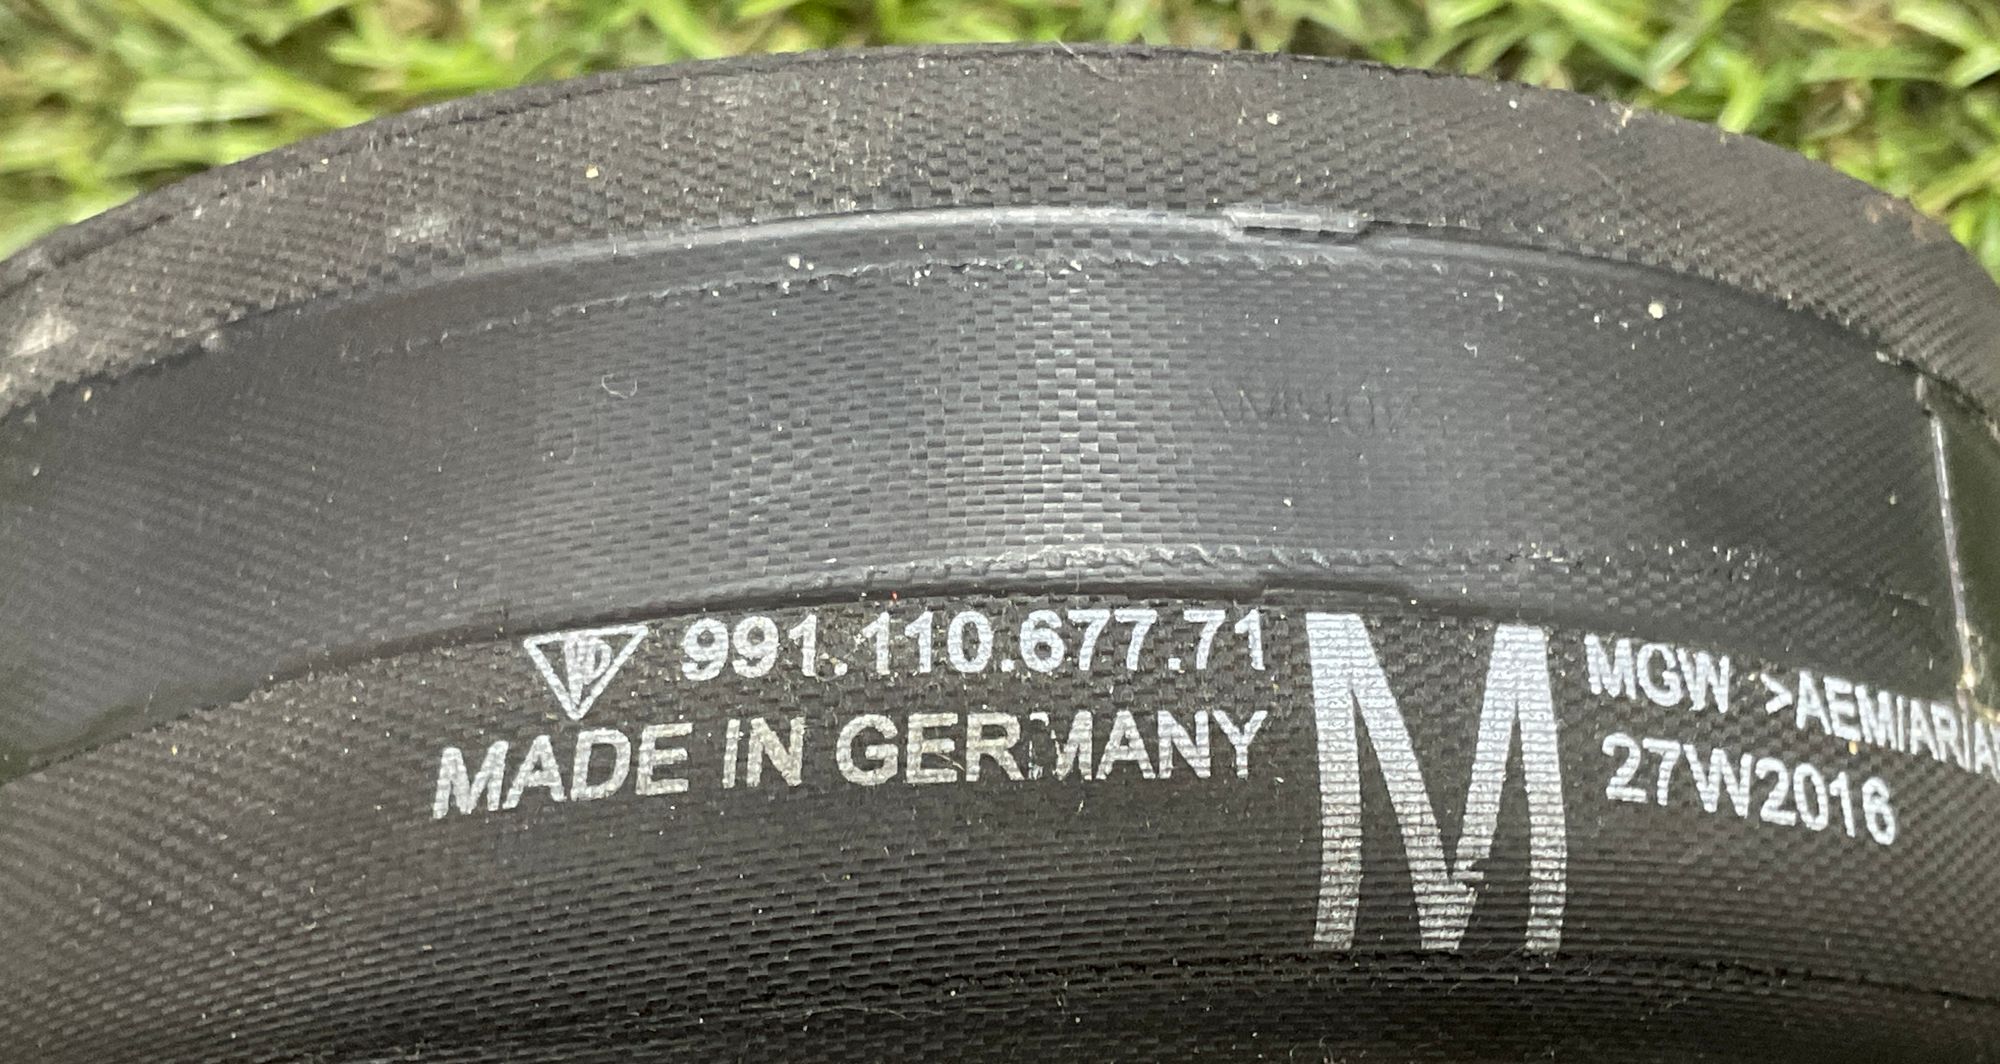 991.110.677.71
MADE IN GERMANY
M
MGW >AEM/AR/A
27W2016